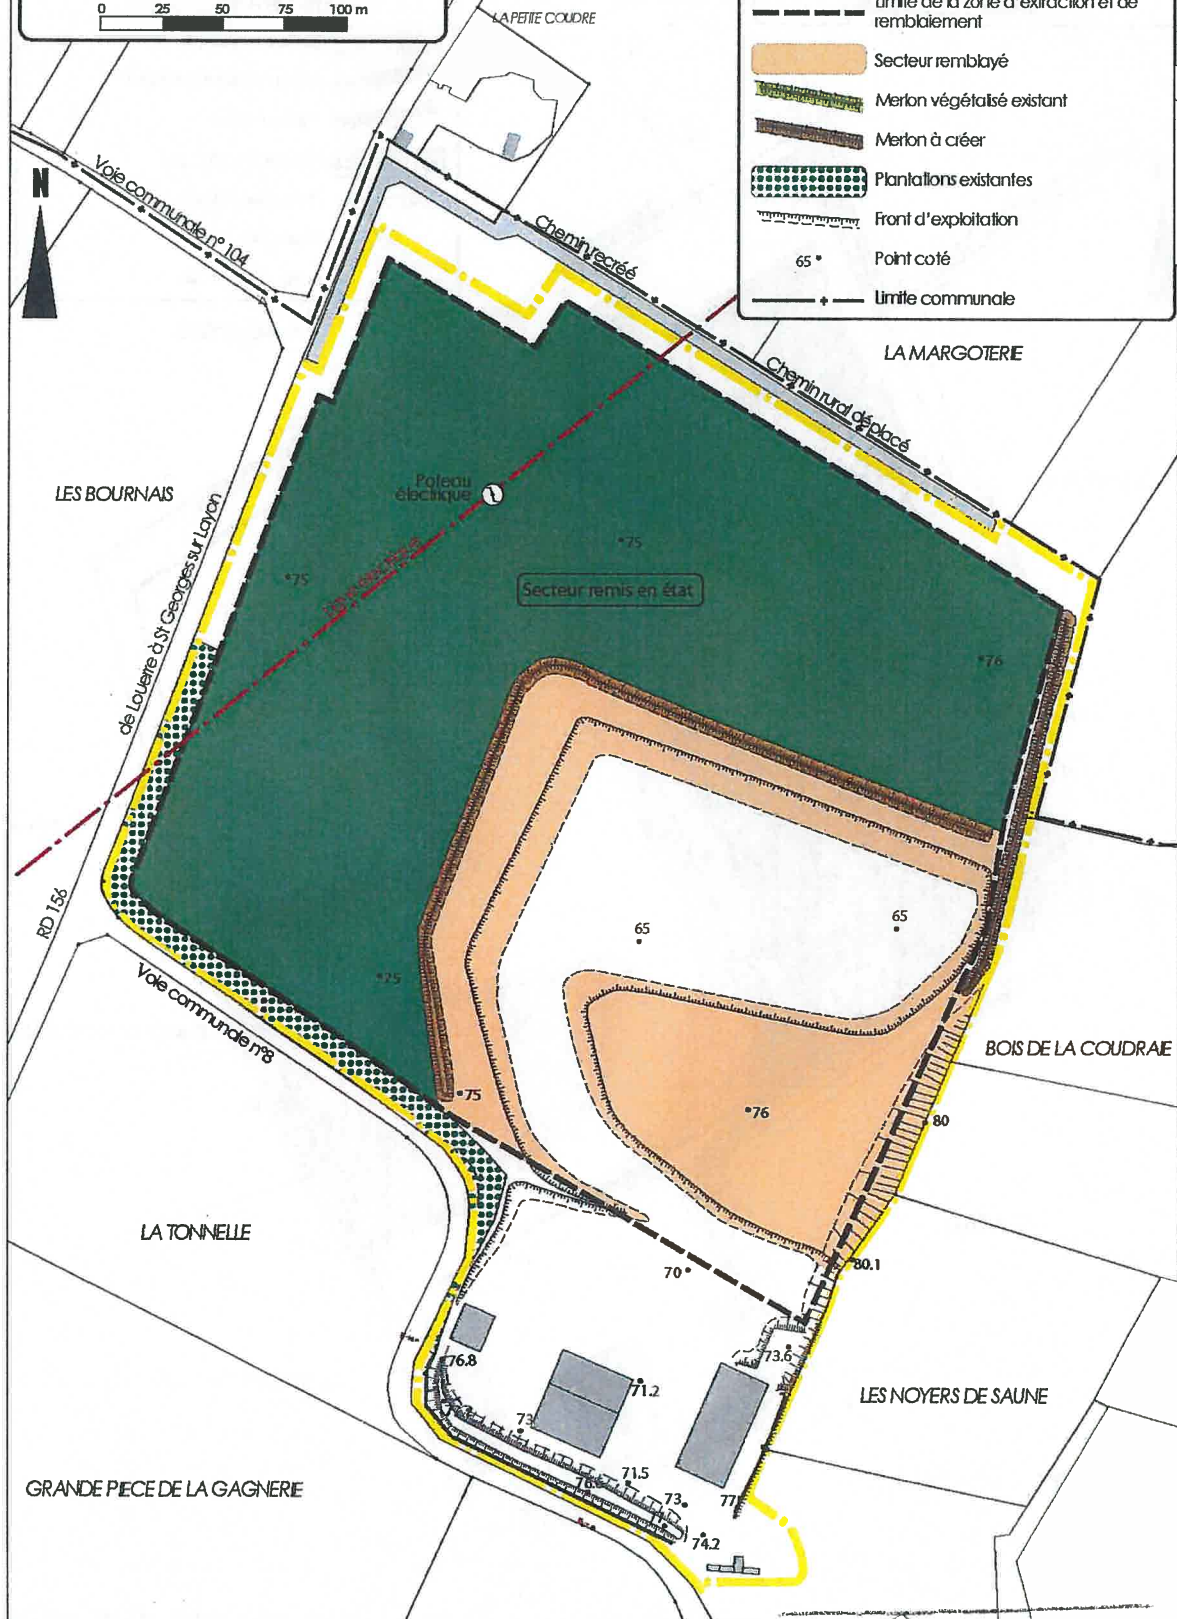 0 25 50 75 100 m
LA PETITE COUDRE
Limite de la zone d'extraction et de
remblaiement
Secteur remblayé
Merlon végétalisé existant
Merlon à créer
Plantations existantes
Front d'exploitation
65 Point coté
Limite communale
N
Voie communale n° 104
Chemin recréé
Chemin rural déplacé
LA MARGOTERIE
LES BOURNAIS
Poteau
électrique
75
75
Ligne électrique
Secteur remis en état
76
de Louerre à St Georges sur Layon
RD 156
65
65
75
Voie communale n°8
BOIS DE LA COUDRAIE
75
76
80
LA TONNELLE
80.1
70
73.6
76.8
71.2
LES NOYERS DE SAUNE
73
71.5
GRANDE PIECE DE LA GAGNERIE
73
77
74.2